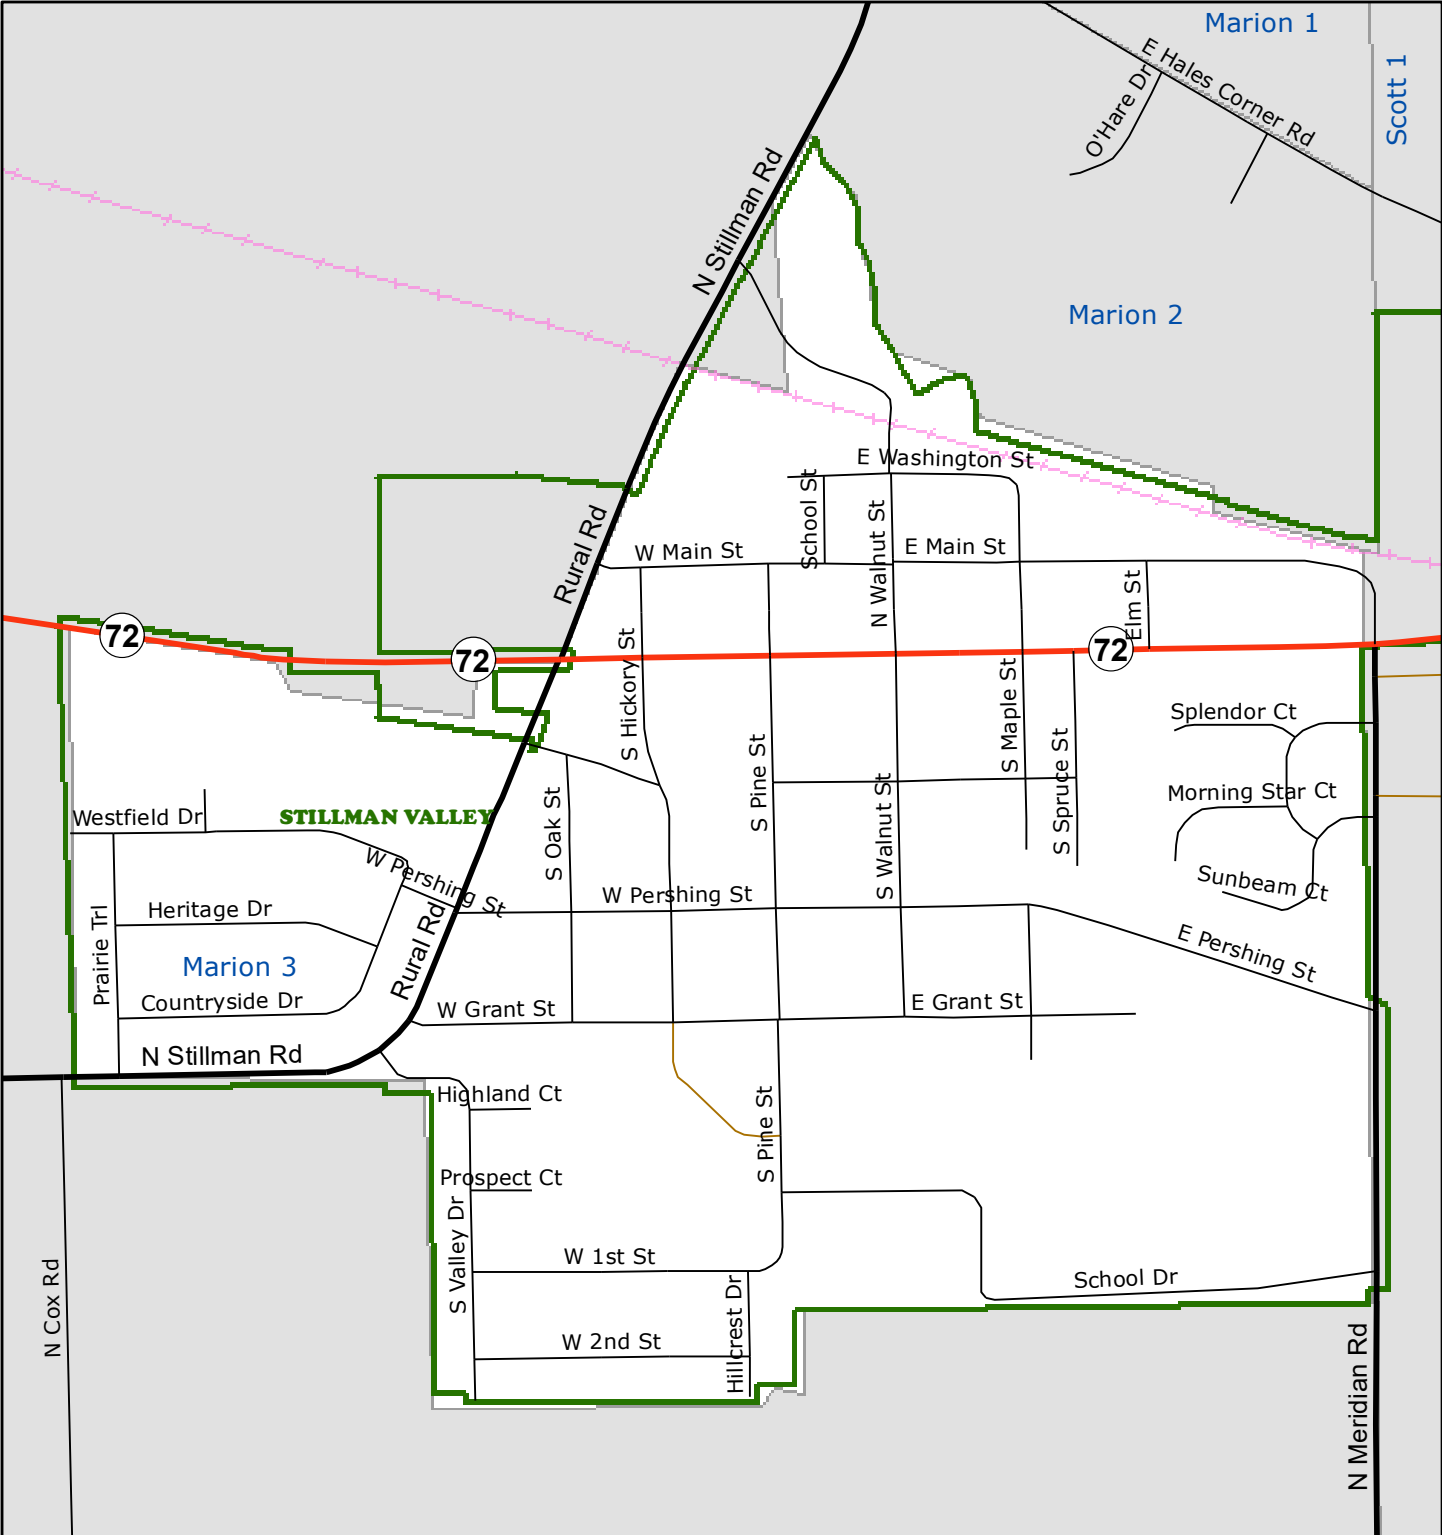 Marion 1
Scott 1
E Hales Corner Rd
O'Hare Dr
N Stillman Rd
Marion 2
E Washington St
School St
N Walnut St
Rural Rd
W Main St
E Main St
Elm St
72
72
72
S Hickory St
S Maple St
Splendor Ct
S Pine St
S Spruce St
Morning Star Ct
S Walnut St
Westfield Dr
STILLMAN VALLEY
S Oak St
W Pershing St
W Pershing St
Sunbeam Ct
Heritage Dr
Prairie Trl
Rural Rd
E Pershing St
Marion 3
Countryside Dr
W Grant St
E Grant St
N Stillman Rd
Highland Ct
S Pine St
Prospect Ct
S Valley Dr
W 1st St
School Dr
N Cox Rd
Hillcrest Dr
W 2nd St
N Meridian Rd